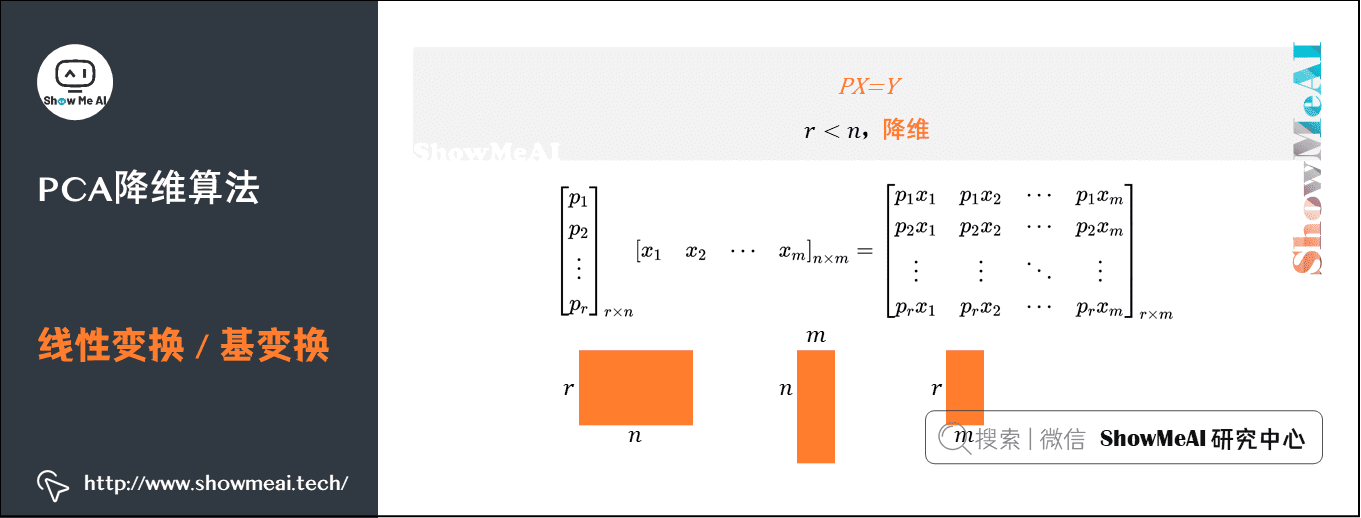 Show Me AI
PCA降维算法
线性变换 / 基变换
http://www.showmeai.tech/
PX=Y
r < n，降维
ShowMeAI
ShowMeAI
[p₁ p₂ ⋮ pᵣ]r×n [x₁ x₂ ⋯ xₘ]n×m =
p₁x₁ p₁x₂ ⋯ p₁xₘ
p₂x₁ p₂x₂ ⋯ p₂xₘ
⋮ ⋮ ⋱ ⋮
pᵣx₁ pᵣx₂ ⋯ pᵣxₘ
r×m
m
r
n
r
n
m
搜索 | 微信 ShowMeAI 研究中心